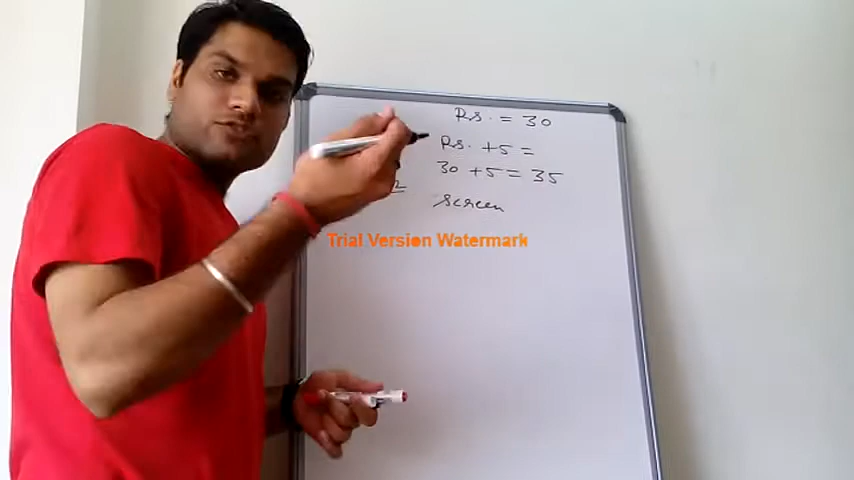 Rs. = 30
Rs. +5 =
30 +5 = 35
screen
Trial Version Watermark